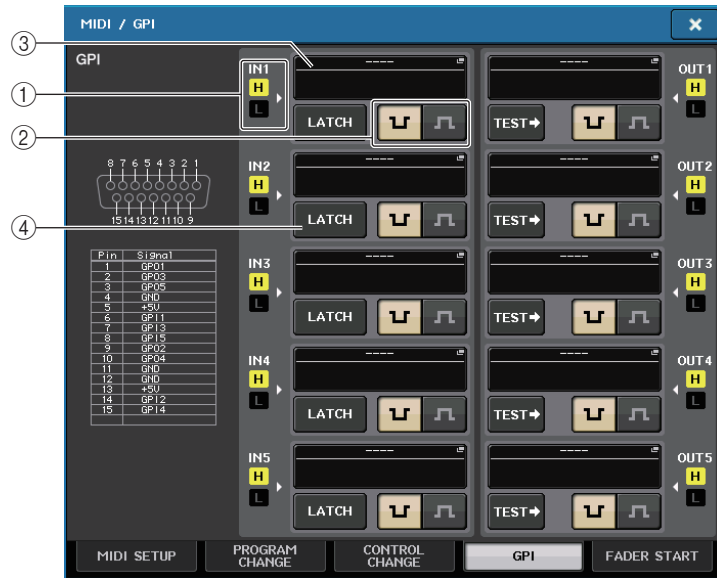 MIDI / GPI
×
GPI
8 7 6 5 4 3 2 1
15 14 13 12 11 10 9
Pin Signal
1 GPO1
2 GPO3
3 GPO5
4 GND
5 +5V
6 GPI1
7 GPI3
8 GPI5
9 GPO2
10 GPO4
11 GND
12 GND
13 +5V
14 GPI2
15 GPI4
① ② ③ ④
IN1 H L ---- LATCH
---- TEST OUT1 H L
IN2 H L ---- LATCH
---- TEST OUT2 H L
IN3 H L ---- LATCH
---- TEST OUT3 H L
IN4 H L ---- LATCH
---- TEST OUT4 H L
IN5 H L ---- LATCH
---- TEST OUT5 H L
MIDI SETUP
PROGRAM CHANGE
CONTROL CHANGE
GPI
FADER START